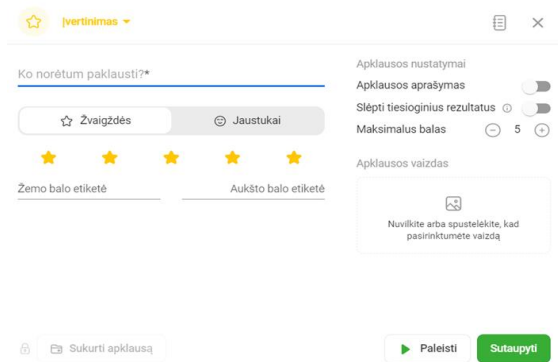 Įvertinimas
Ko norėtum paklausti?*
Žvaigždės
Jaustukai
Žemo balo etiketė
Aukšto balo etiketė
Apklausos nustatymai
Apklausos aprašymas
Slėpti tiesioginius rezultatus
Maksimalus balas
5
Apklausos vaizdas
Nuvilkite arba spustelėkite, kad
pasirinktumėte vaizdą
Sukurti apklausą
Paleisti
Sutaupyti